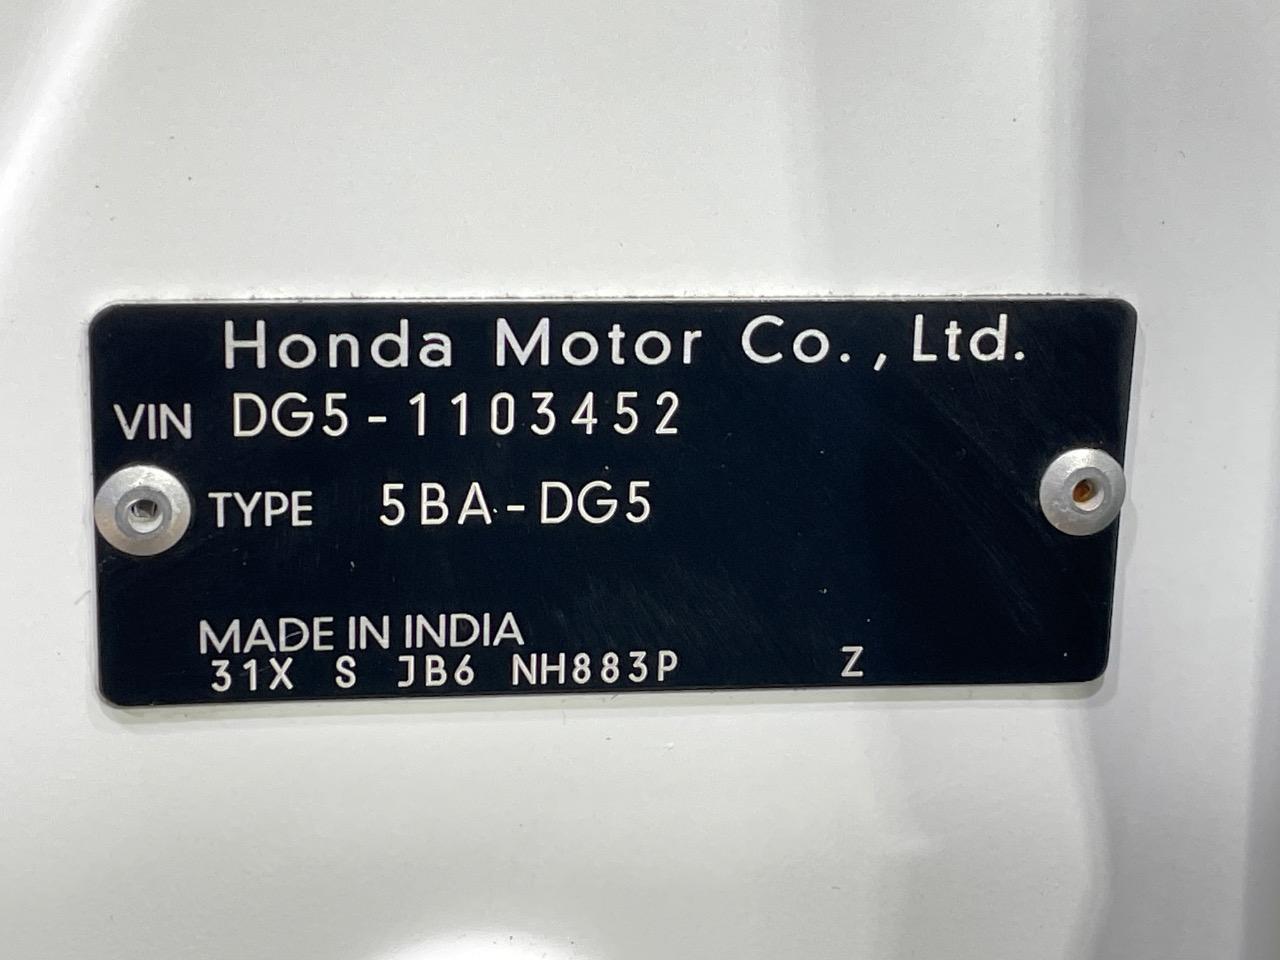 Honda Motor Co., Ltd.
VIN DG5-1103452
TYPE 5BA-DG5
MADE IN INDIA
31X S JB6 NH883P Z